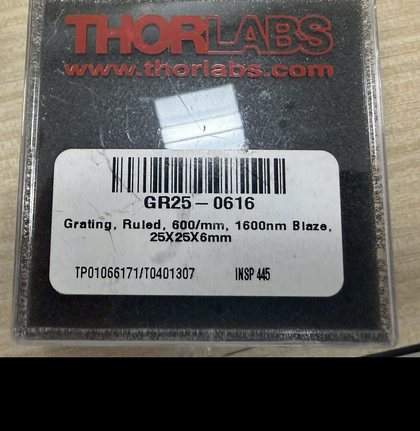 THORLABS
www.thorlabs.com
GR25-0616
Grating, Ruled, 600/mm, 1600nm Blaze,
25X25X6mm
TP01066171/T0401307 INSP 445